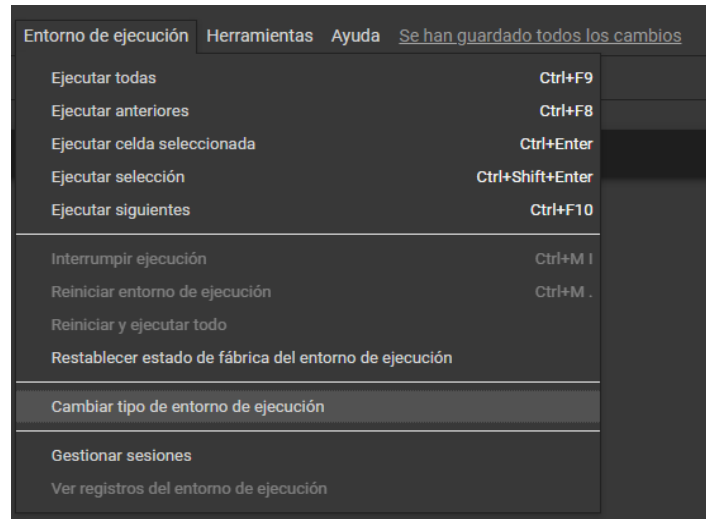 Entorno de ejecución Herramientas Ayuda Se han guardado todos los cambios
Ejecutar todas Ctrl+F9
Ejecutar anteriores Ctrl+F8
Ejecutar celda seleccionada Ctrl+Enter
Ejecutar selección Ctrl+Shift+Enter
Ejecutar siguientes Ctrl+F10
Interrumpir ejecución Ctrl+M I
Reiniciar entorno de ejecución Ctrl+M .
Reiniciar y ejecutar todo
Restablecer estado de fábrica del entorno de ejecución
Cambiar tipo de entorno de ejecución
Gestionar sesiones
Ver registros del entorno de ejecución